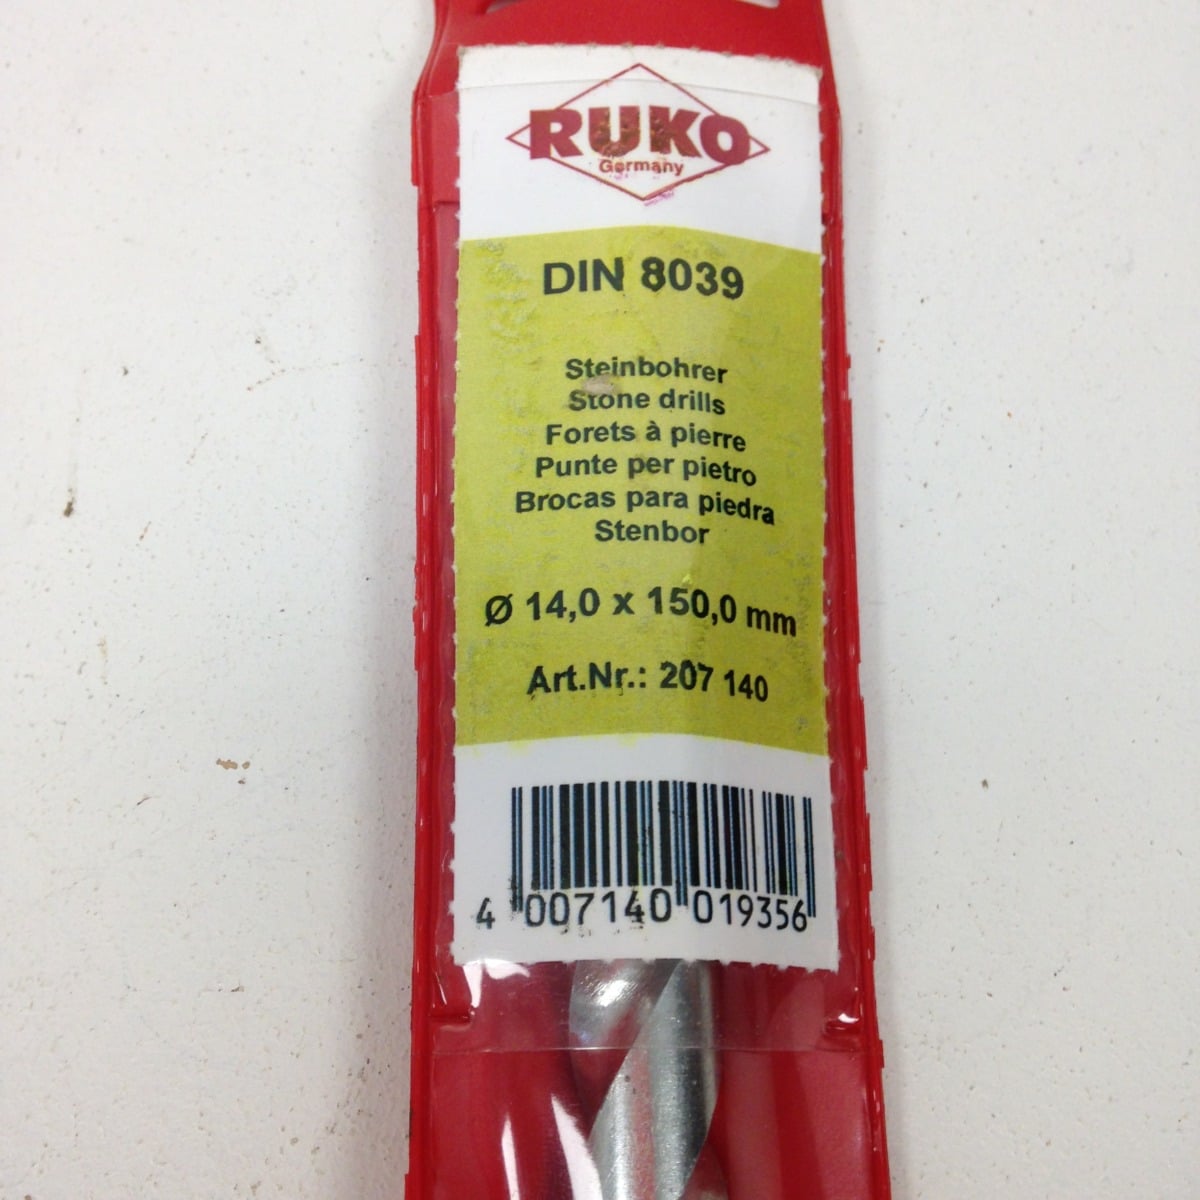 RUKO
Germany
DIN 8039
Steinbohrer
Stone drills
Forets à pierre
Punte per pietro
Brocas para piedra
Stenbor
Ø 14,0 x 150,0 mm
Art.Nr.: 207 140
4 007140 019356